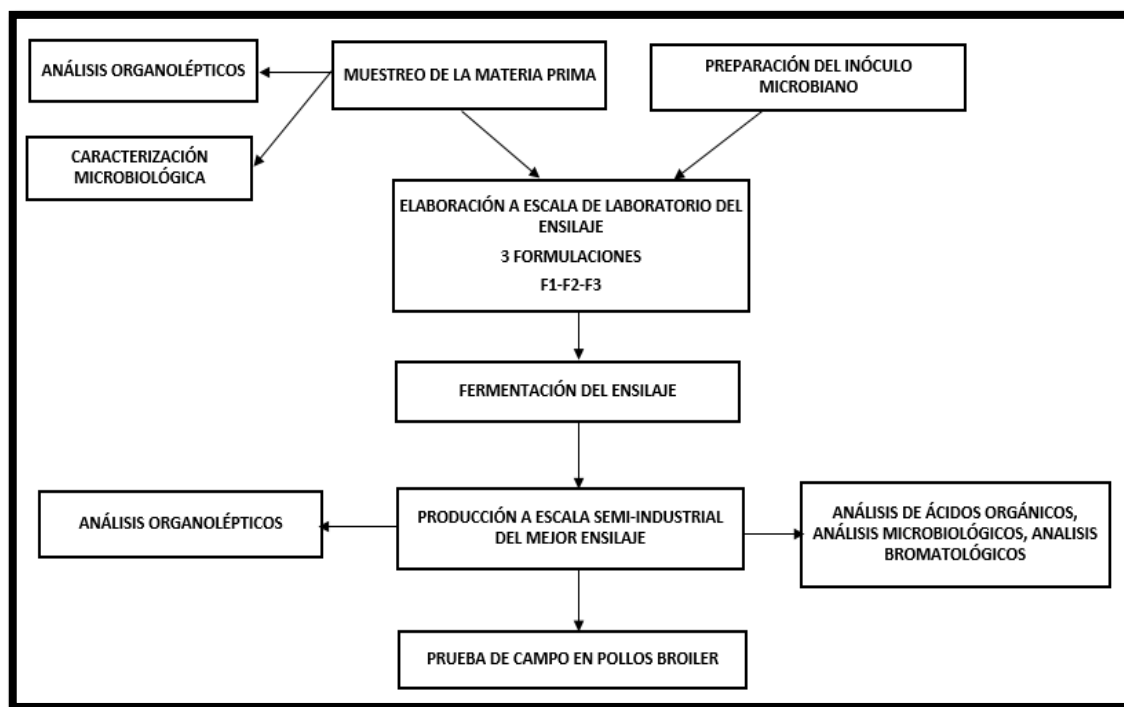 ANÁLISIS ORGANOLÉPTICOS
MUESTREO DE LA MATERIA PRIMA
PREPARACIÓN DEL INÓCULO
MICROBIANO
CARACTERIZACIÓN
MICROBIOLÓGICA
ELABORACIÓN A ESCALA DE LABORATORIO DEL
ENSILAJE
3 FORMULACIONES
F1-F2-F3
FERMENTACIÓN DEL ENSILAJE
ANÁLISIS ORGANOLÉPTICOS
PRODUCCIÓN A ESCALA SEMI-INDUSTRIAL
DEL MEJOR ENSILAJE
ANÁLISIS DE ÁCIDOS ORGÁNICOS,
ANÁLISIS MICROBIOLÓGICOS, ANALISIS
BROMATOLÓGICOS
PRUEBA DE CAMPO EN POLLOS BROILER